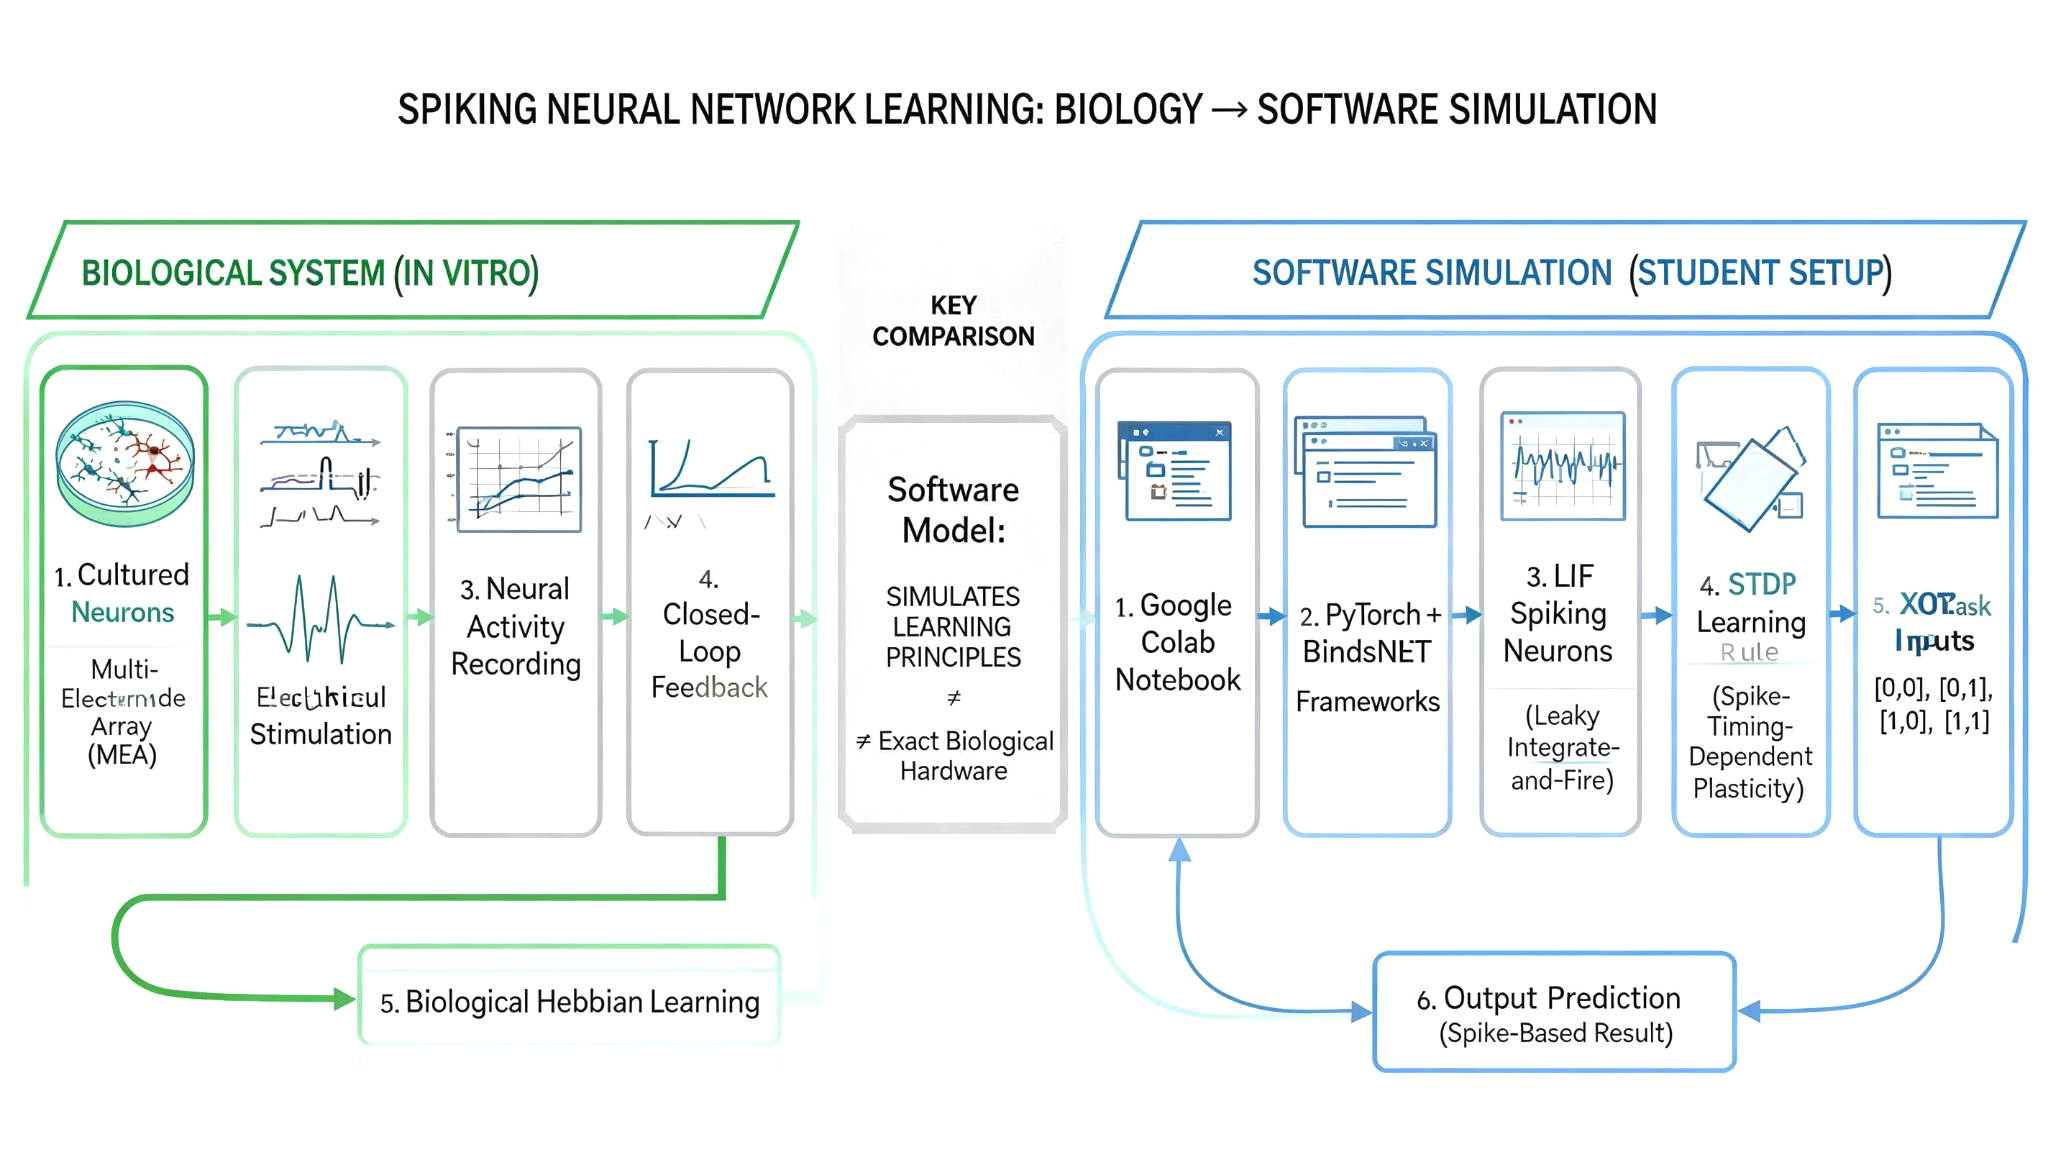 SPIKING NEURAL NETWORK LEARNING: BIOLOGY → SOFTWARE SIMULATION
BIOLOGICAL SYSTEM (IN VITRO)
1. Cultured
Neurons
Multi-
Array
(MEA)
Stimulation
3. Neural
Activity
Recording
4.
Closed-
Loop
Feedback
5. Biological Hebbian Learning
KEY
COMPARISON
Software
Model:
SIMULATES
LEARNING
PRINCIPLES
≠
≠ Exact Biological
Hardware
SOFTWARE SIMULATION (STUDENT SETUP)
1. Google
Colab
Notebook
2. PyTorch +
BindsNET
Frameworks
3. LIF
Spiking
Neurons
(Leaky
Integrate-
and-Fire)
4. STDP
Learning
Rule
(Spike-
Timing-
Dependent
Plasticity)
5.
[0,0], [0,1],
[1,0], [1,1]
6. Output Prediction
(Spike-Based Result)